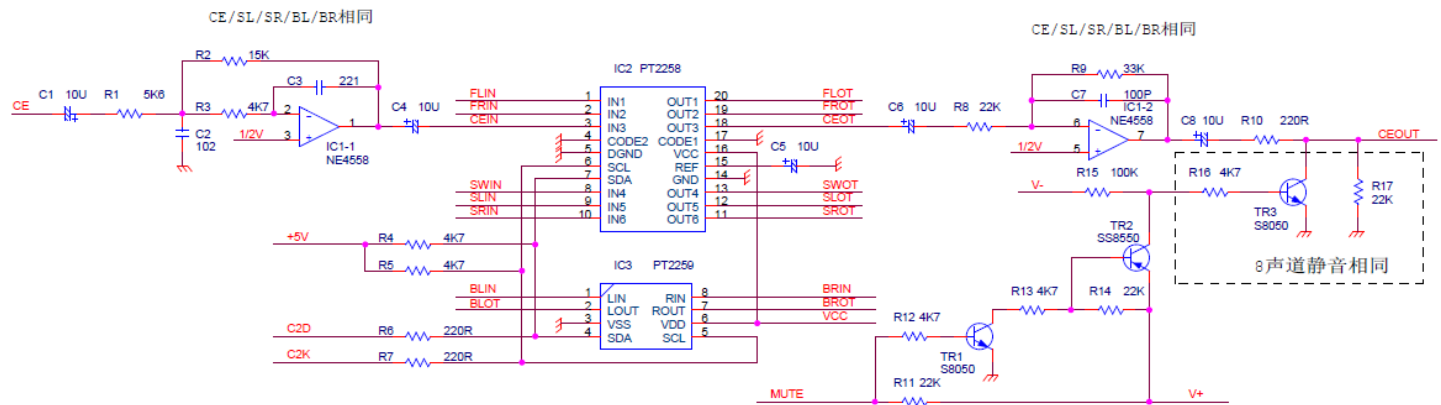 CE/SL/SR/BL/BR相同
CE/SL/SR/BL/BR相同
R2 15K
C3 221
C1 10U R1 5K6
R3 4K7
CE
C2
102
1/2V
2
3
1
IC1-1
NE4558
C4 10U
IC2 PT2258
FLIN 1 IN1 OUT1 20 FLOT
FRIN 2 IN2 OUT2 19 FROT
CEIN 3 IN3 OUT3 18 CEOT
4 CODE2 CODE1 17
5 DGND VCC 16
6 SCL REF 15
7 SDA GND 14
SWIN 8 IN4 OUT4 13 SWOT
SLIN 9 IN5 OUT5 12 SLOT
SRIN 10 IN6 OUT6 11 SROT
C5 10U
R9 33K
C7 100P
IC1-2
NE4558
C6 10U R8 22K
6
5
7
1/2V
C8 10U R10 220R
CEOUT
R15 100K
R16 4K7
V-
TR3
S8050
R17
22K
8声道静音相同
TR2
SS8550
R13 4K7 R14 22K
R12 4K7
TR1
S8050
R11 22K
MUTE
V+
+5V
R4 4K7
R5 4K7
IC3 PT2259
BLIN 1 LIN RIN 8 BRIN
BLOT 2 LOUT ROUT 7 BROT
3 VSS VDD 6 VCC
4 SDA SCL 5
C2D R6 220R
C2K R7 220R